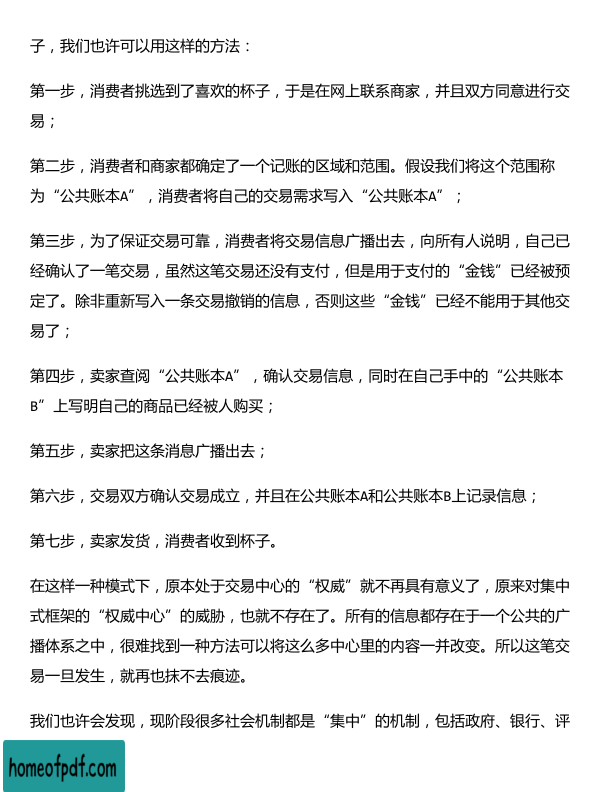 子，我们也许可以用这样的方法：
第一步，消费者挑选到了喜欢的杯子，于是在网上联系商家，并且双方同意进行交
易；
第二步，消费者和商家都确定了一个记账的区域和范围。假设我们将这个范围称
为“公共账本A”，消费者将自己的交易需求写入“公共账本A”；
第三步，为了保证交易可靠，消费者将交易信息广播出去，向所有人说明，自己已
经确认了一笔交易，虽然这笔交易还没有支付，但是用于支付的“金钱”已经被预
定了。除非重新写入一条交易撤销的信息，否则这些“金钱”已经不能用于其他交
易了；
第四步，卖家查阅“公共账本A”，确认交易信息，同时在自己手中的“公共账本
B”上写明自己的商品已经被人购买；
第五步，卖家把这条消息广播出去；
第六步，交易双方确认交易成立，并且在公共账本A和公共账本B上记录信息；
第七步，卖家发货，消费者收到杯子。
在这样一种模式下，原本处于交易中心的“权威”就不再具有意义了，原来对集中
式框架的“权威中心”的威胁，也就不存在了。所有的信息都存在于一个公共的广
播体系之中，很难找到一种方法可以将这么多中心里的内容一并改变。所以这笔交
易一旦发生，就再也抹不去痕迹。
我们也许会发现，现阶段很多社会机制都是“集中”的机制，包括政府、银行、评
homeofpdf.com